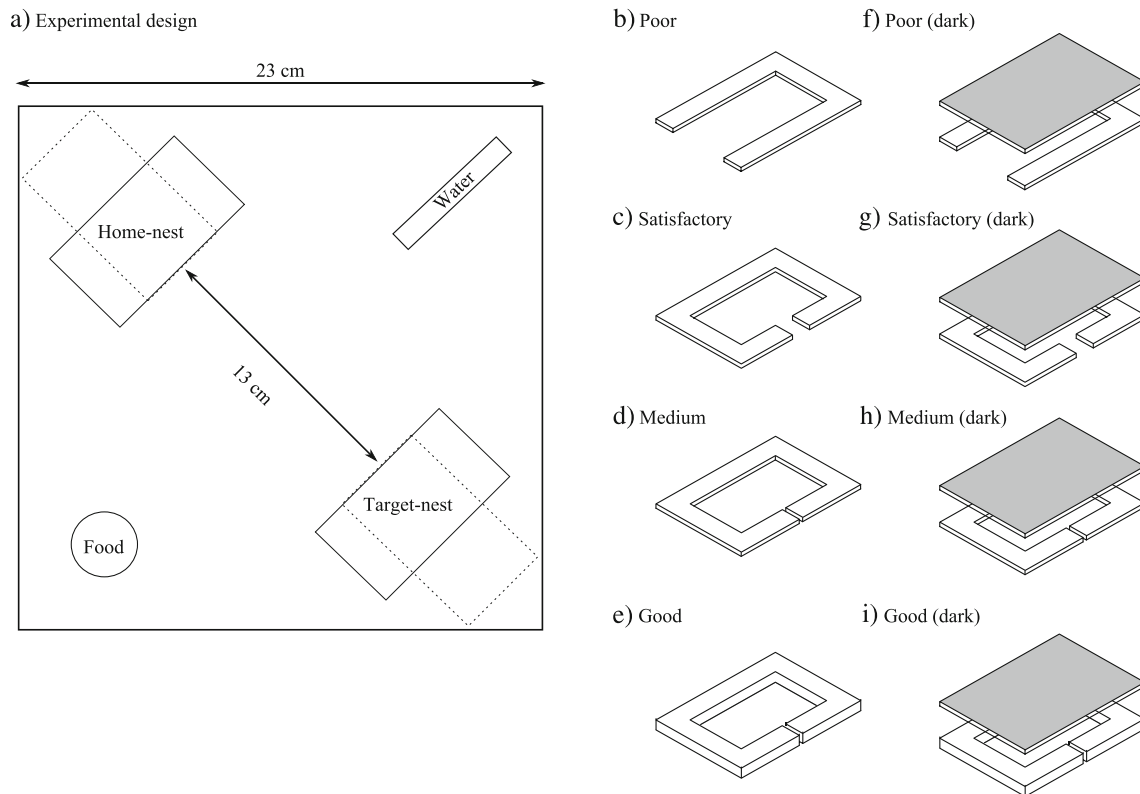 a) Experimental design
23 cm
Home-nest
Water
13 cm
Target-nest
Food
b) Poor
f) Poor (dark)
c) Satisfactory
g) Satisfactory (dark)
d) Medium
h) Medium (dark)
e) Good
i) Good (dark)